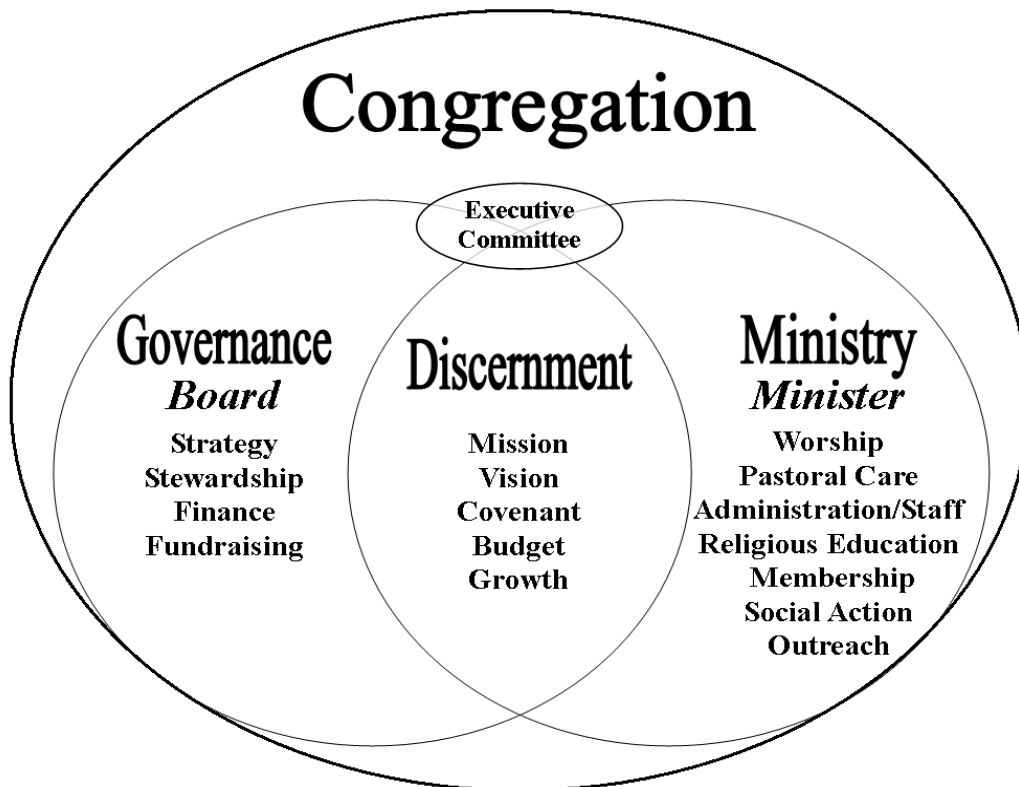 Congregation
Executive
Committee
Governance
Board
Strategy
Stewardship
Finance
Fundraising
Discernment
Mission
Vision
Covenant
Budget
Growth
Ministry
Minister
Worship
Pastoral Care
Administration/Staff
Religious Education
Membership
Social Action
Outreach